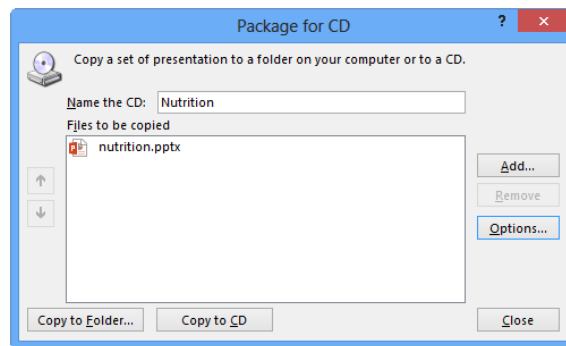 Package for CD
?
Copy a set of presentation to a folder on your computer or to a CD.
Name the CD: Nutrition
Files to be copied
nutrition.pptx
Add...
Remove
Options...
Copy to Folder...
Copy to CD
Close